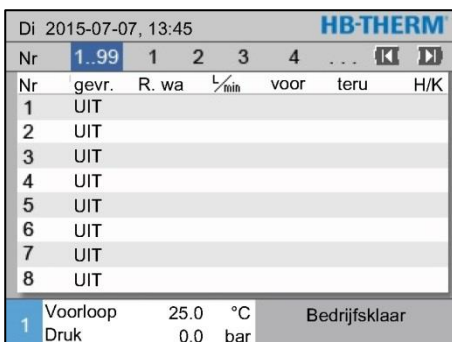 Di 2015-07-07, 13:45 HB-THERM
Nr 1..99 1 2 3 4 ...
Nr gevr. R. wa L/min voor teru H/K
1 UIT
2 UIT
3 UIT
4 UIT
5 UIT
6 UIT
7 UIT
8 UIT
1 Voorloop 25.0 °C Bedrijfsklaar
Druk 0.0 bar